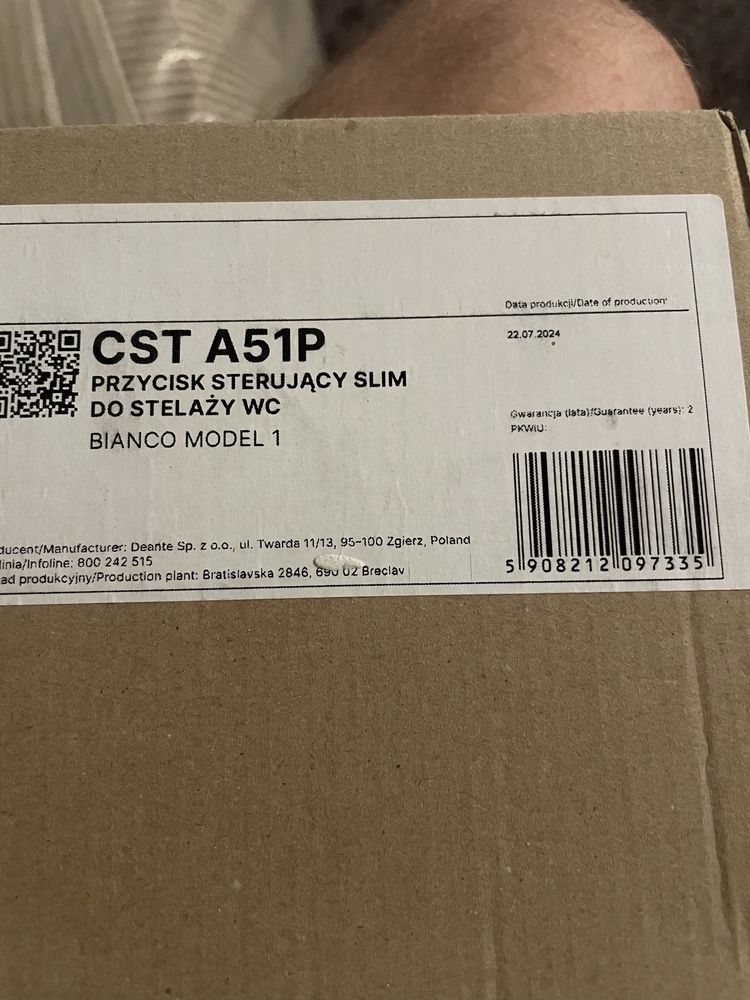 Data produkcji/Date of production:
22.07.2024
CST A51P
PRZYCISK STERUJĄCY SLIM
DO STELAŻY WC
BIANCO MODEL 1
Gwarancja (lata)/Guarantee (years): 2
PKWiU:
ducent/Manufacturer: Deante Sp. z o.o., ul. Twarda 11/13, 95-100 Zgierz, Poland
linia/Infoline: 800 242 515
ad produkcyjny/Production plant: Bratislavska 2846, 690 02 Breclav
5 908212 097335